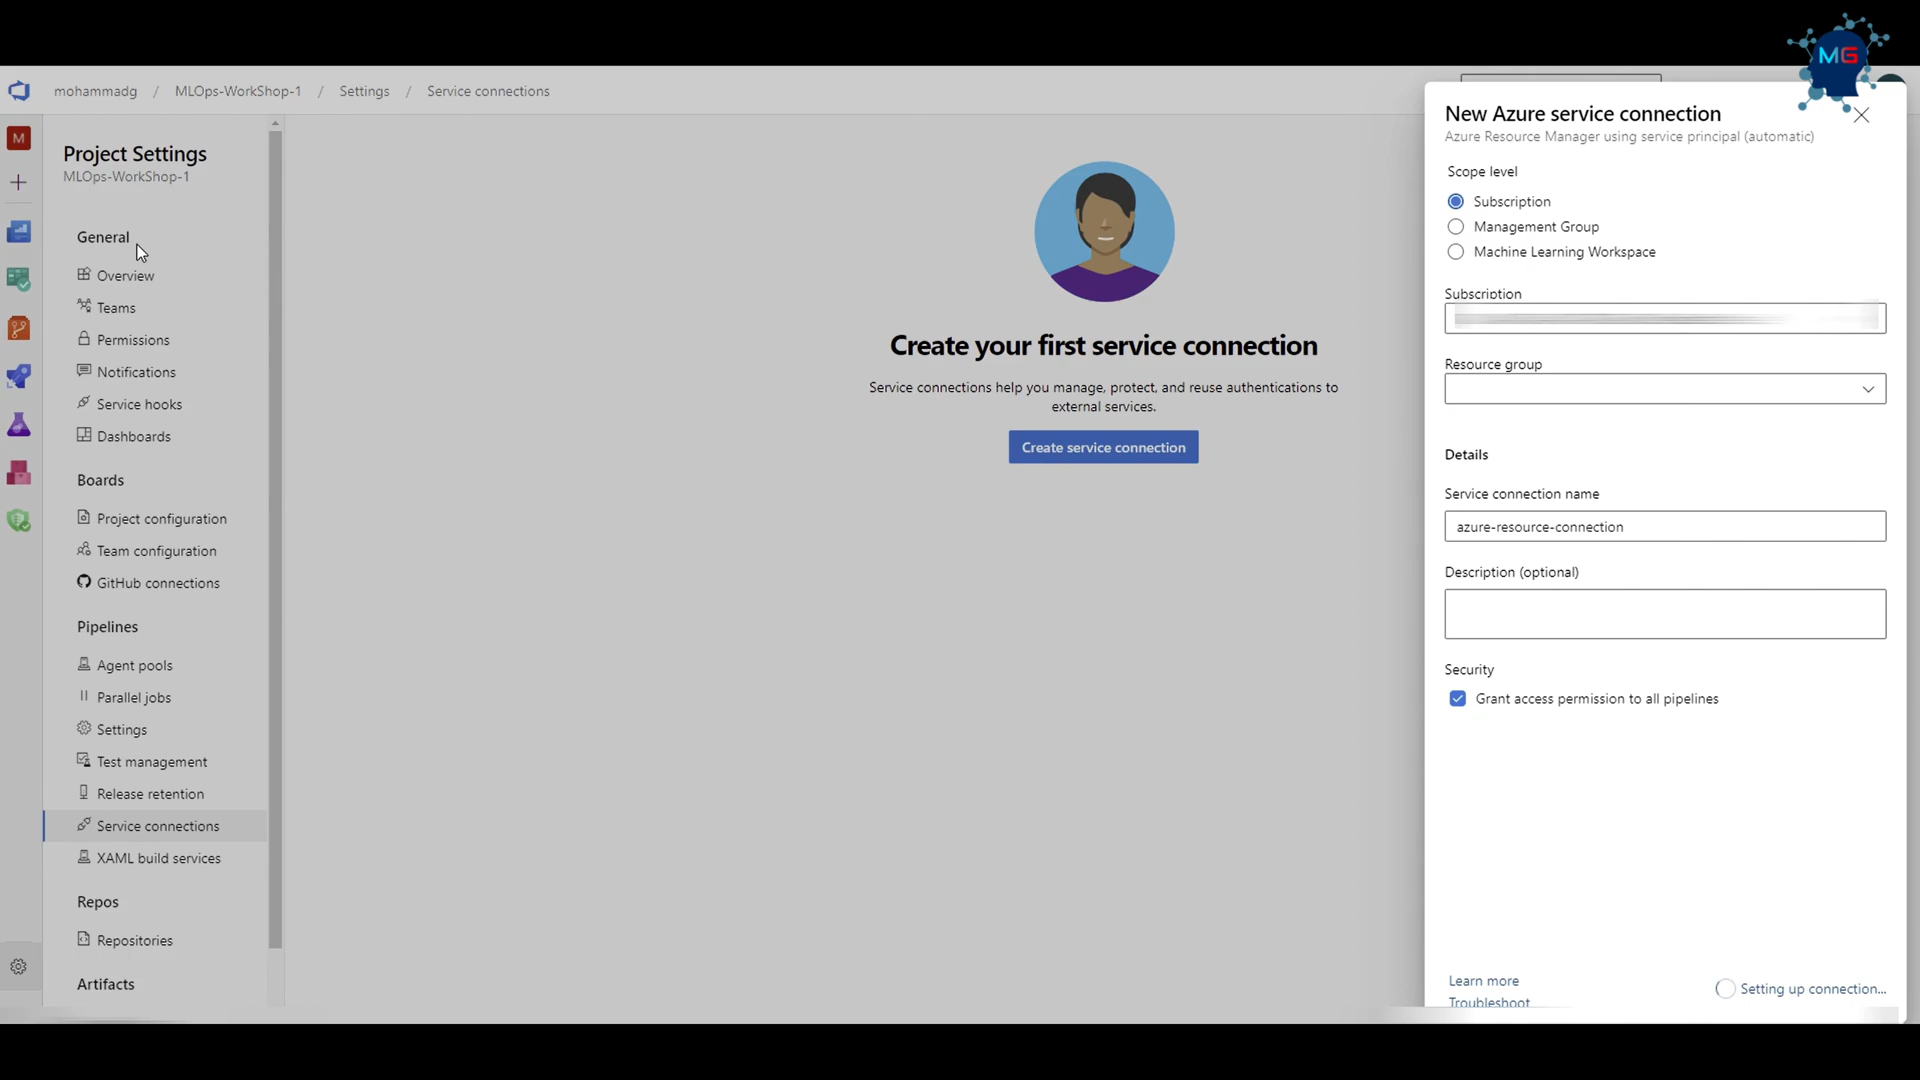 MG
mohammadg / MLOps-WorkShop-1 / Settings / Service connections
M
Project Settings
MLOps-WorkShop-1
General
Overview
Teams
Permissions
Notifications
Service hooks
Dashboards
Boards
Project configuration
Team configuration
GitHub connections
Pipelines
Agent pools
Parallel jobs
Settings
Test management
Release retention
Service connections
XAML build services
Repos
Repositories
Artifacts
Create your first service connection
Service connections help you manage, protect, and reuse authentications to
external services.
Create service connection
New Azure service connection
Azure Resource Manager using service principal (automatic)
Scope level
Subscription
Management Group
Machine Learning Workspace
Subscription
Resource group
Details
Service connection name
azure-resource-connection
Description (optional)
Security
Grant access permission to all pipelines
Learn more
Troubleshoot
Setting up connection...